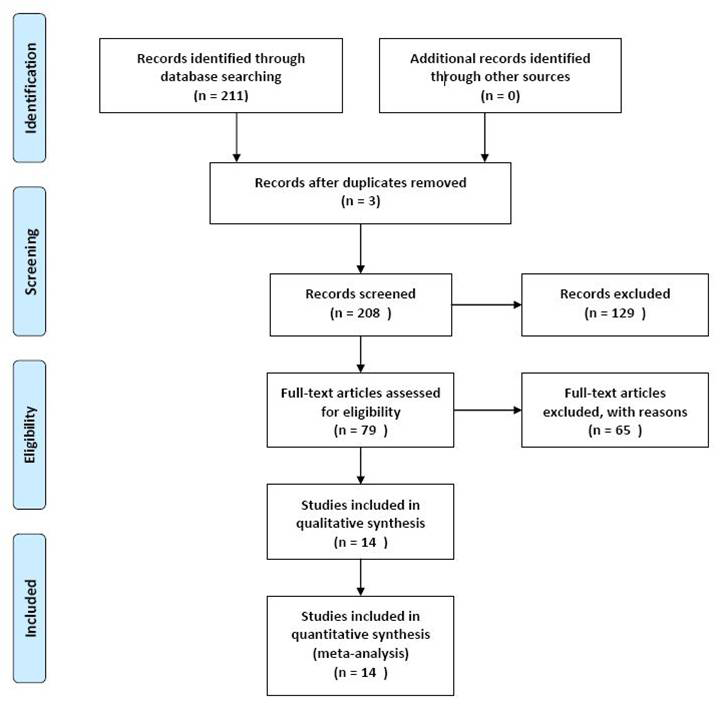 Identification
Records identified through
database searching
(n = 211)
Additional records identified
through other sources
(n = 0)
Records after duplicates removed
(n = 3)
Screening
Records screened
(n = 208 )
Records excluded
(n = 129 )
Eligibility
Full-text articles assessed
for eligibility
(n = 79 )
Full-text articles
excluded, with reasons
(n = 65 )
Studies included in
qualitative synthesis
(n = 14 )
Included
Studies included in
quantitative synthesis
(meta-analysis)
(n = 14 )